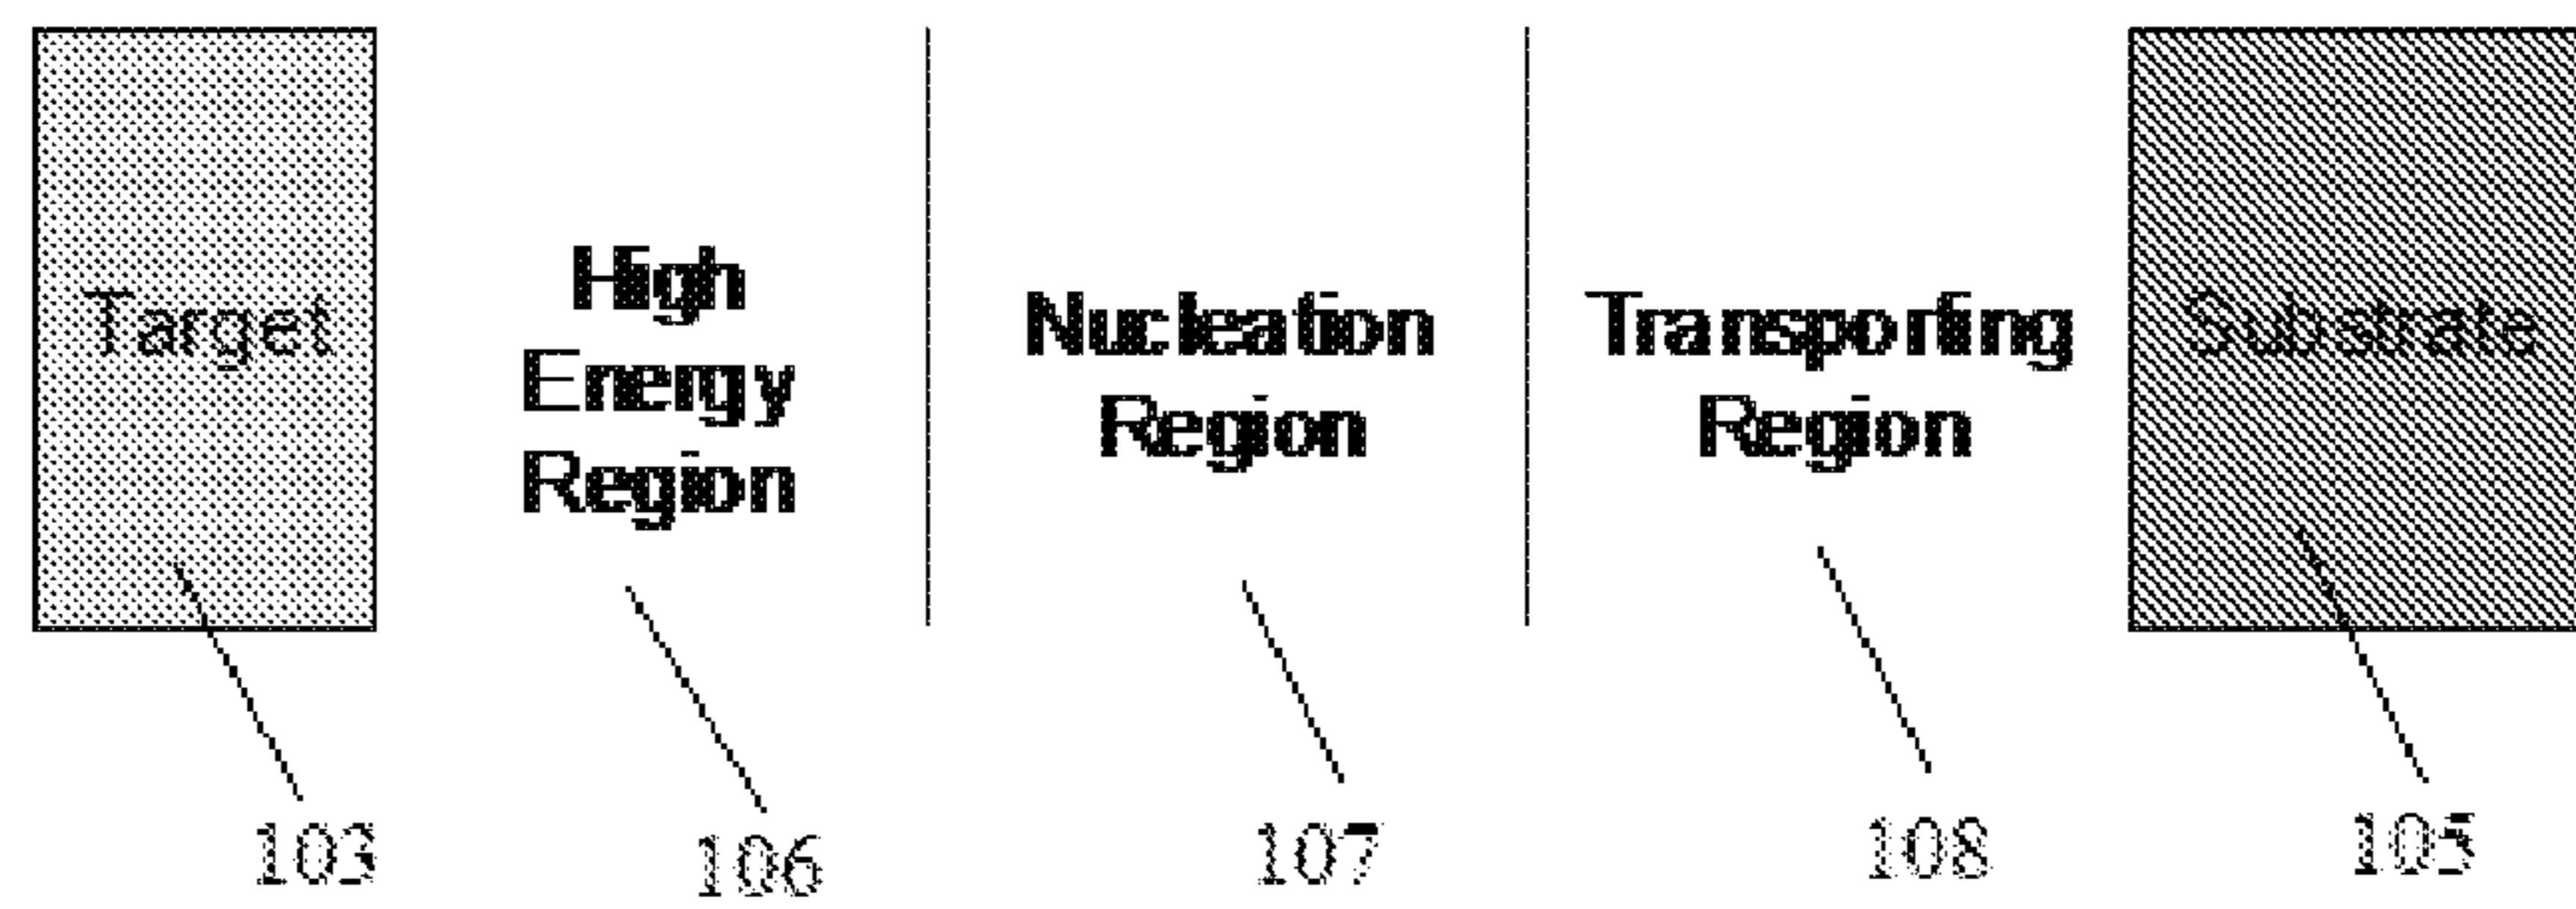 Target
High
Energy
Region
Nucleation
Region
Transporting
Region
Substrate
103
106
107
108
105